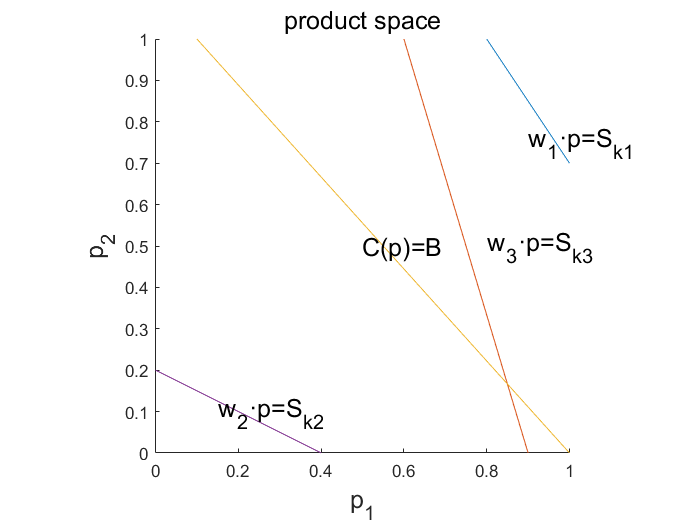 product space
1
0.9
0.8
0.7
0.6
0.5
0.4
0.3
0.2
0.1
0
p₂
w₁·p=Sₖ₁
C(p)=B
w₃·p=Sₖ₃
w₂·p=Sₖ₂
0 0.2 0.4 0.6 0.8 1
p₁